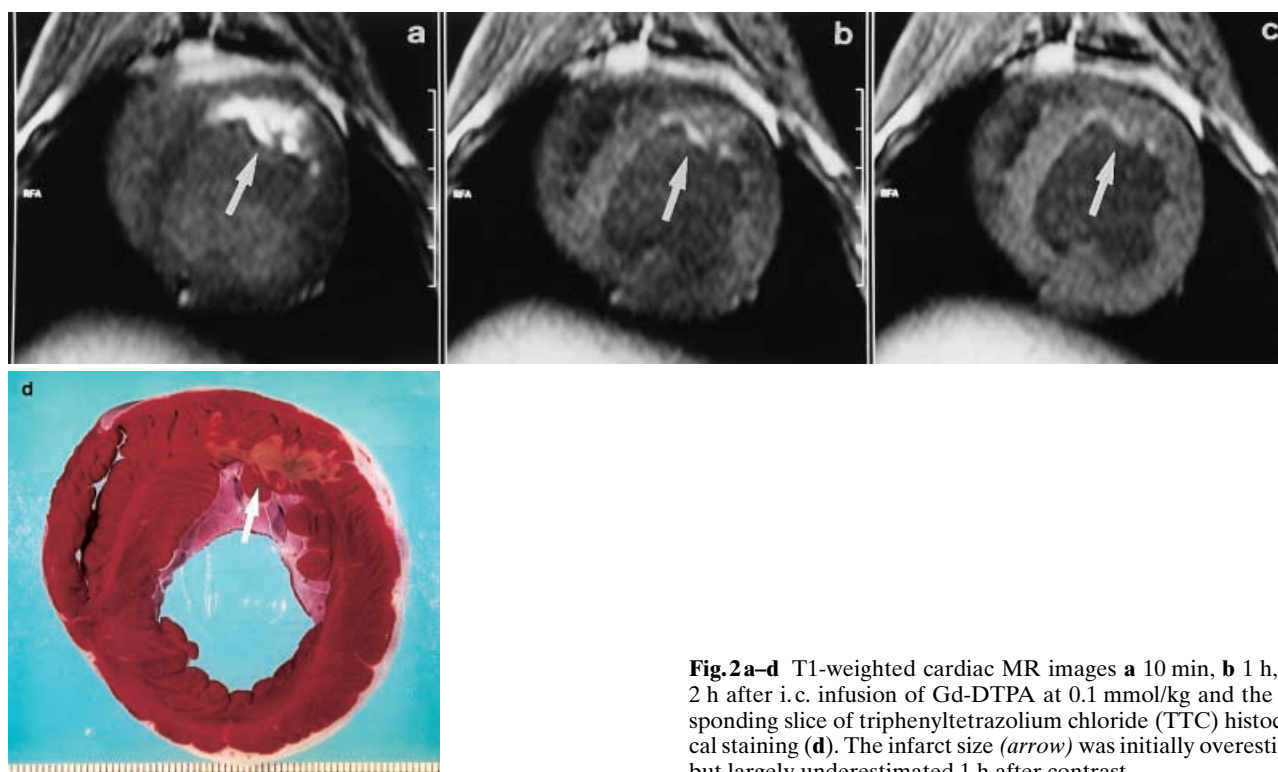 a
b
c
RFA
RFA
RFA
d
Fig.2a–d T1-weighted cardiac MR images a 10 min, b 1 h,
2 h after i.c. infusion of Gd-DTPA at 0.1 mmol/kg and the
sponding slice of triphenyltetrazolium chloride (TTC) histoc
cal staining (d). The infarct size (arrow) was initially overesti
but largely underestimated 1 h after contrast